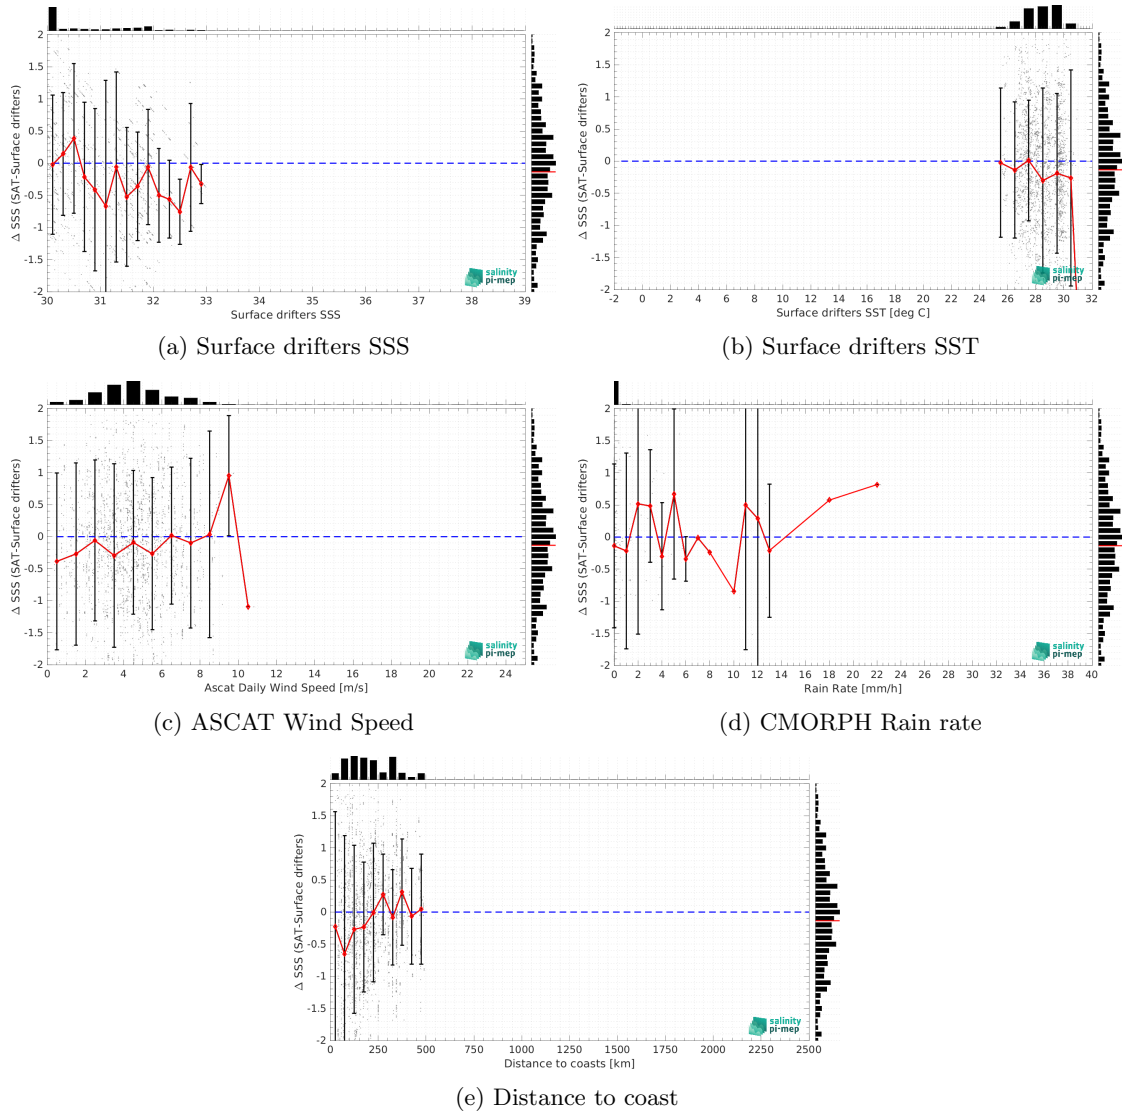 2
1.5
1
0.5
0
-0.5
-1
-1.5
-2
Δ SSS (SAT-Surface drifters)
30 31 32 33 34 35 36 37 38 39
Surface drifters SSS
salinity
pi-mep
(a) Surface drifters SSS
2
1.5
1
0.5
0
-0.5
-1
-1.5
-2
Δ SSS (SAT-Surface drifters)
-2 0 2 4 6 8 10 12 14 16 18 20 22 24 26 28 30 32
Surface drifters SST [deg C]
salinity
pi-mep
(b) Surface drifters SST
2
1.5
1
0.5
0
-0.5
-1
-1.5
-2
Δ SSS (SAT-Surface drifters)
0 2 4 6 8 10 12 14 16 18 20 22 24
Ascat Daily Wind Speed [m/s]
salinity
pi-mep
(c) ASCAT Wind Speed
2
1.5
1
0.5
0
-0.5
-1
-1.5
-2
Δ SSS (SAT-Surface drifters)
0 2 4 6 8 10 12 14 16 18 20 22 24 26 28 30 32 34 36 38 40
Rain Rate [mm/h]
salinity
pi-mep
(d) CMORPH Rain rate
2
1.5
1
0.5
0
-0.5
-1
-1.5
-2
Δ SSS (SAT-Surface drifters)
0 250 500 750 1000 1250 1500 1750 2000 2250 2500
Distance to coasts [km]
salinity
pi-mep
(e) Distance to coast